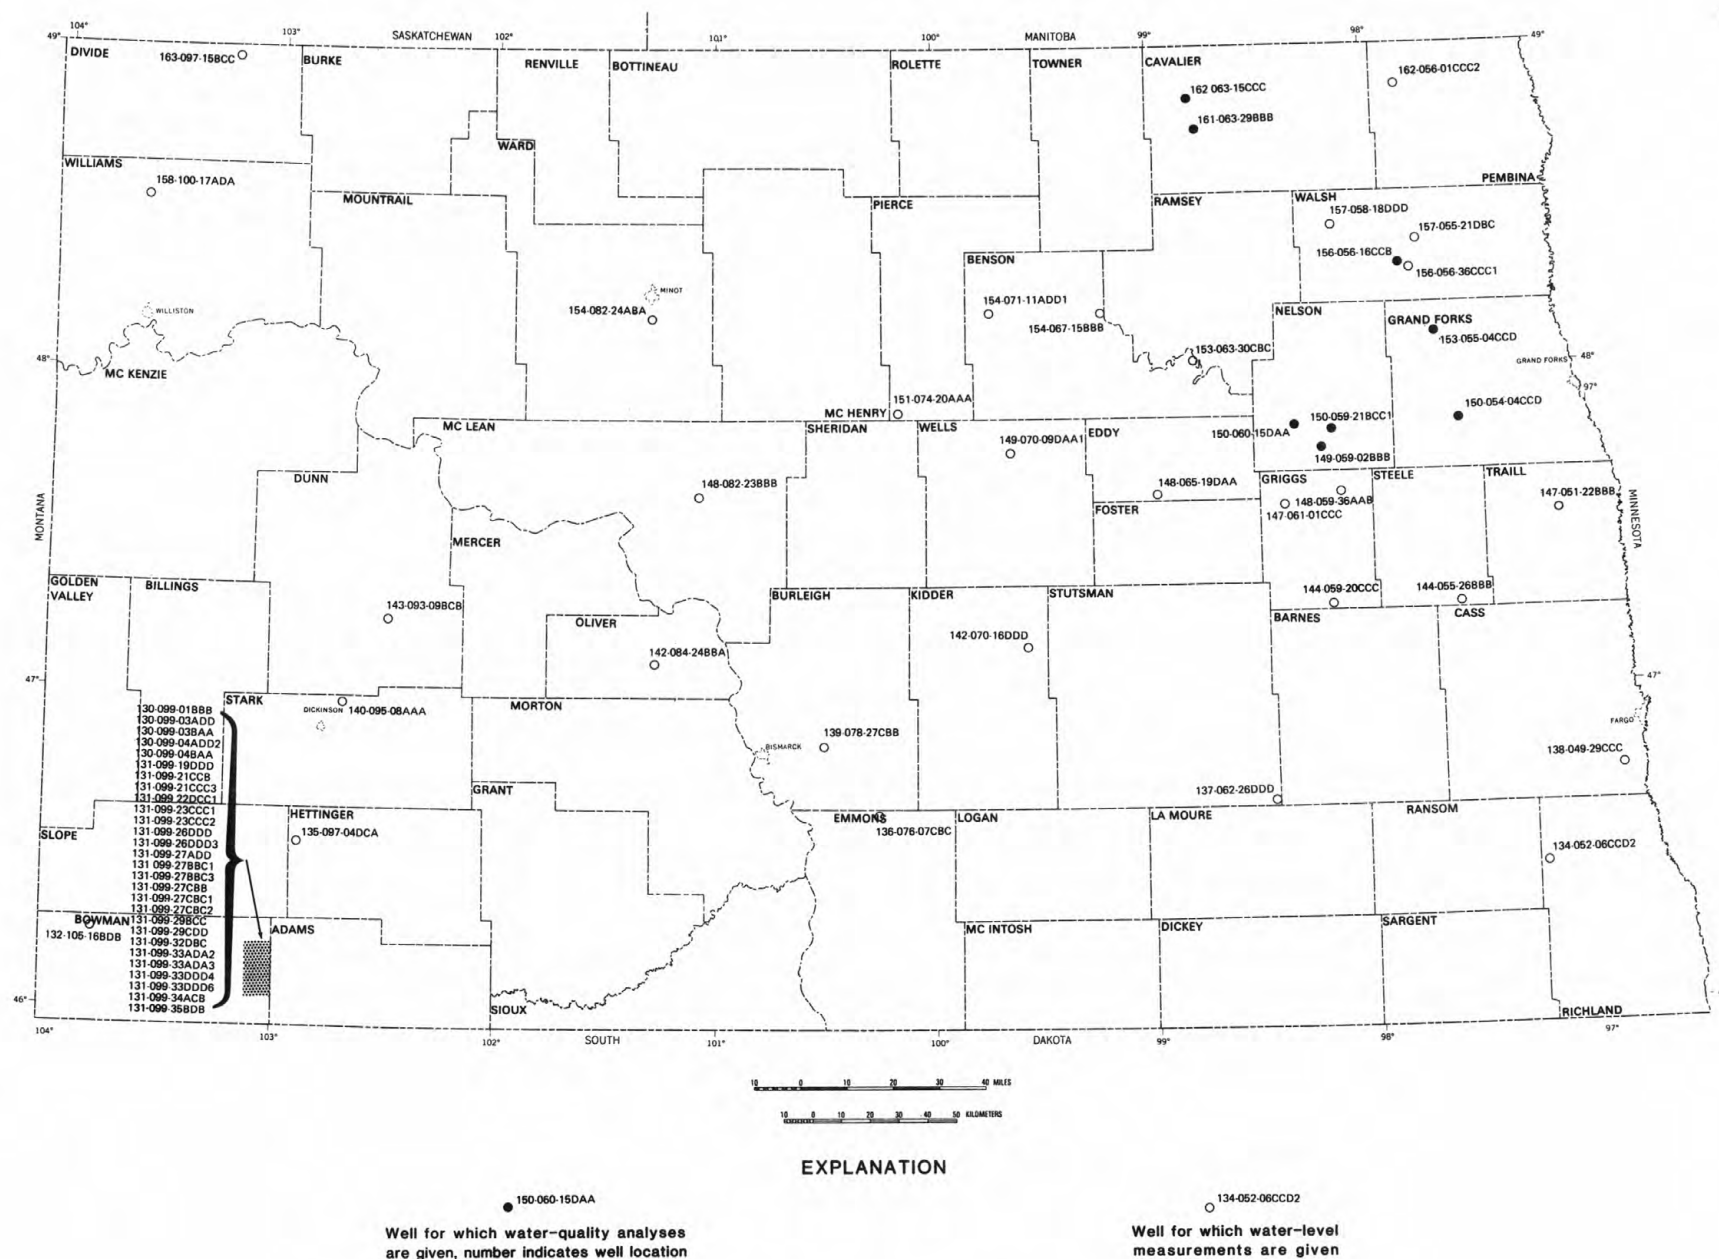 104°
103°
SASKATCHEWAN
102°
101°
100°
MANITOBA
99°
98°
49°
49°
DIVIDE
163-097-15BCC
BURKE
RENVILLE
BOTTINEAU
ROLETTE
TOWNER
CAVALIER
162-056-01CCC2
162 063-15CCC
161-063-29BBB
WARD
WILLIAMS
158-100-17ADA
MOUNTRAIL
PIERCE
RAMSEY
WALSH
PEMBINA
157-058-18DDD
157-055-21DBC
156-056-16CCB
156-056-36CCC1
BENSON
MINOT
154-082-24ABA
154-071-11ADD1
154-067-15BBB
WILLISTON
NELSON
GRAND FORKS
153-055-04CCD
153-063-30CBC
GRAND FORKS
48°
48°
97°
MC KENZIE
151-074-20AAA
MC HENRY
150-054-04CCD
150-059-21BCC1
150-060-15DAA
149-059-02BBB
MC LEAN
SHERIDAN
WELLS
149-070-09DAA1
EDDY
DUNN
148-082-23BBB
148-065-19DAA
GRIGGS
STEELE
TRAILL
148-059-36AAB
147-061-01CCC
147-051-22BBB
FOSTER
MONTANA
MINNESOTA
MERCER
GOLDEN
VALLEY
BILLINGS
143-093-09BCB
OLIVER
BURLEIGH
KIDDER
STUTSMAN
144-059-20CCC
144-055-26BBB
BARNES
CASS
142-084-24BBA
142-070-16DDD
47°
47°
STARK
DICKINSON
140-095-08AAA
MORTON
BISMARCK
139-078-27CBB
FARGO
138-049-29CCC
130-099-01BBB
130-099-03ADD
130-099-03BAA
130-099-04ADD2
130-099-04BAA
131-099-19DDD
131-099-21CCB
131-099-21CCC3
131-099-22DCC1
131-099-23CCC1
131-099-23CCC2
131-099-26DDD
131-099-26DDD3
131-099-27ADD
131 099-27BBC1
131-099-27BBC3
131-099-27CBB
131-099-27CBC1
131-099-27CBC2
131-099-29BCC
131-099-29CDD
131-099-32DBC
131-099-33ADA2
131-099-33ADA3
131-099-33DDD4
131-099-33DDD6
131-099-34ACB
131-099-35BDB
GRANT
137-062-26DDD
SLOPE
HETTINGER
135-097-04DCA
EMMONS
136-076-07CBC
LOGAN
LA MOURE
RANSOM
134-052-06CCD2
BOWMAN
132-105-16BDB
ADAMS
MC INTOSH
DICKEY
SARGENT
46°
SIOUX
RICHLAND
104°
103°
102°
SOUTH
101°
100°
DAKOTA
99°
98°
97°
10 0 10 20 30 40 MILES
10 0 10 20 30 40 50 KILOMETERS
EXPLANATION
150-060-15DAA
Well for which water-quality analyses
are given, number indicates well location
134-052-06CCD2
Well for which water-level
measurements are given